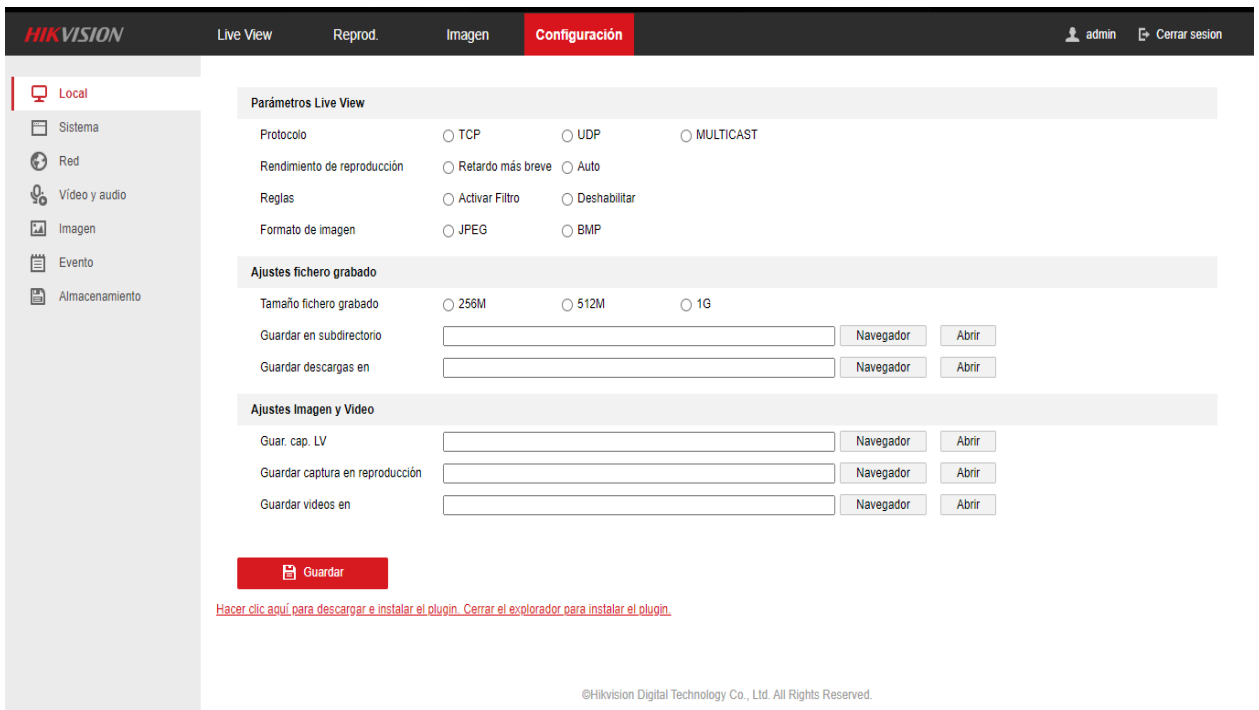 HIKVISION Live View Reprod. Imagen Configuración admin Cerrar sesion
Local
Sistema
Red
Vídeo y audio
Imagen
Evento
Almacenamiento
Parámetros Live View
Protocolo TCP UDP MULTICAST
Rendimiento de reproducción Retardo más breve Auto
Reglas Activar Filtro Deshabilitar
Formato de imagen JPEG BMP
Ajustes fichero grabado
Tamaño fichero grabado 256M 512M 1G
Guardar en subdirectorio Navegador Abrir
Guardar descargas en Navegador Abrir
Ajustes Imagen y Video
Guar. cap. LV Navegador Abrir
Guardar captura en reproducción Navegador Abrir
Guardar videos en Navegador Abrir
Guardar
Hacer clic aquí para descargar e instalar el plugin. Cerrar el explorador para instalar el plugin.
©Hikvision Digital Technology Co., Ltd. All Rights Reserved.